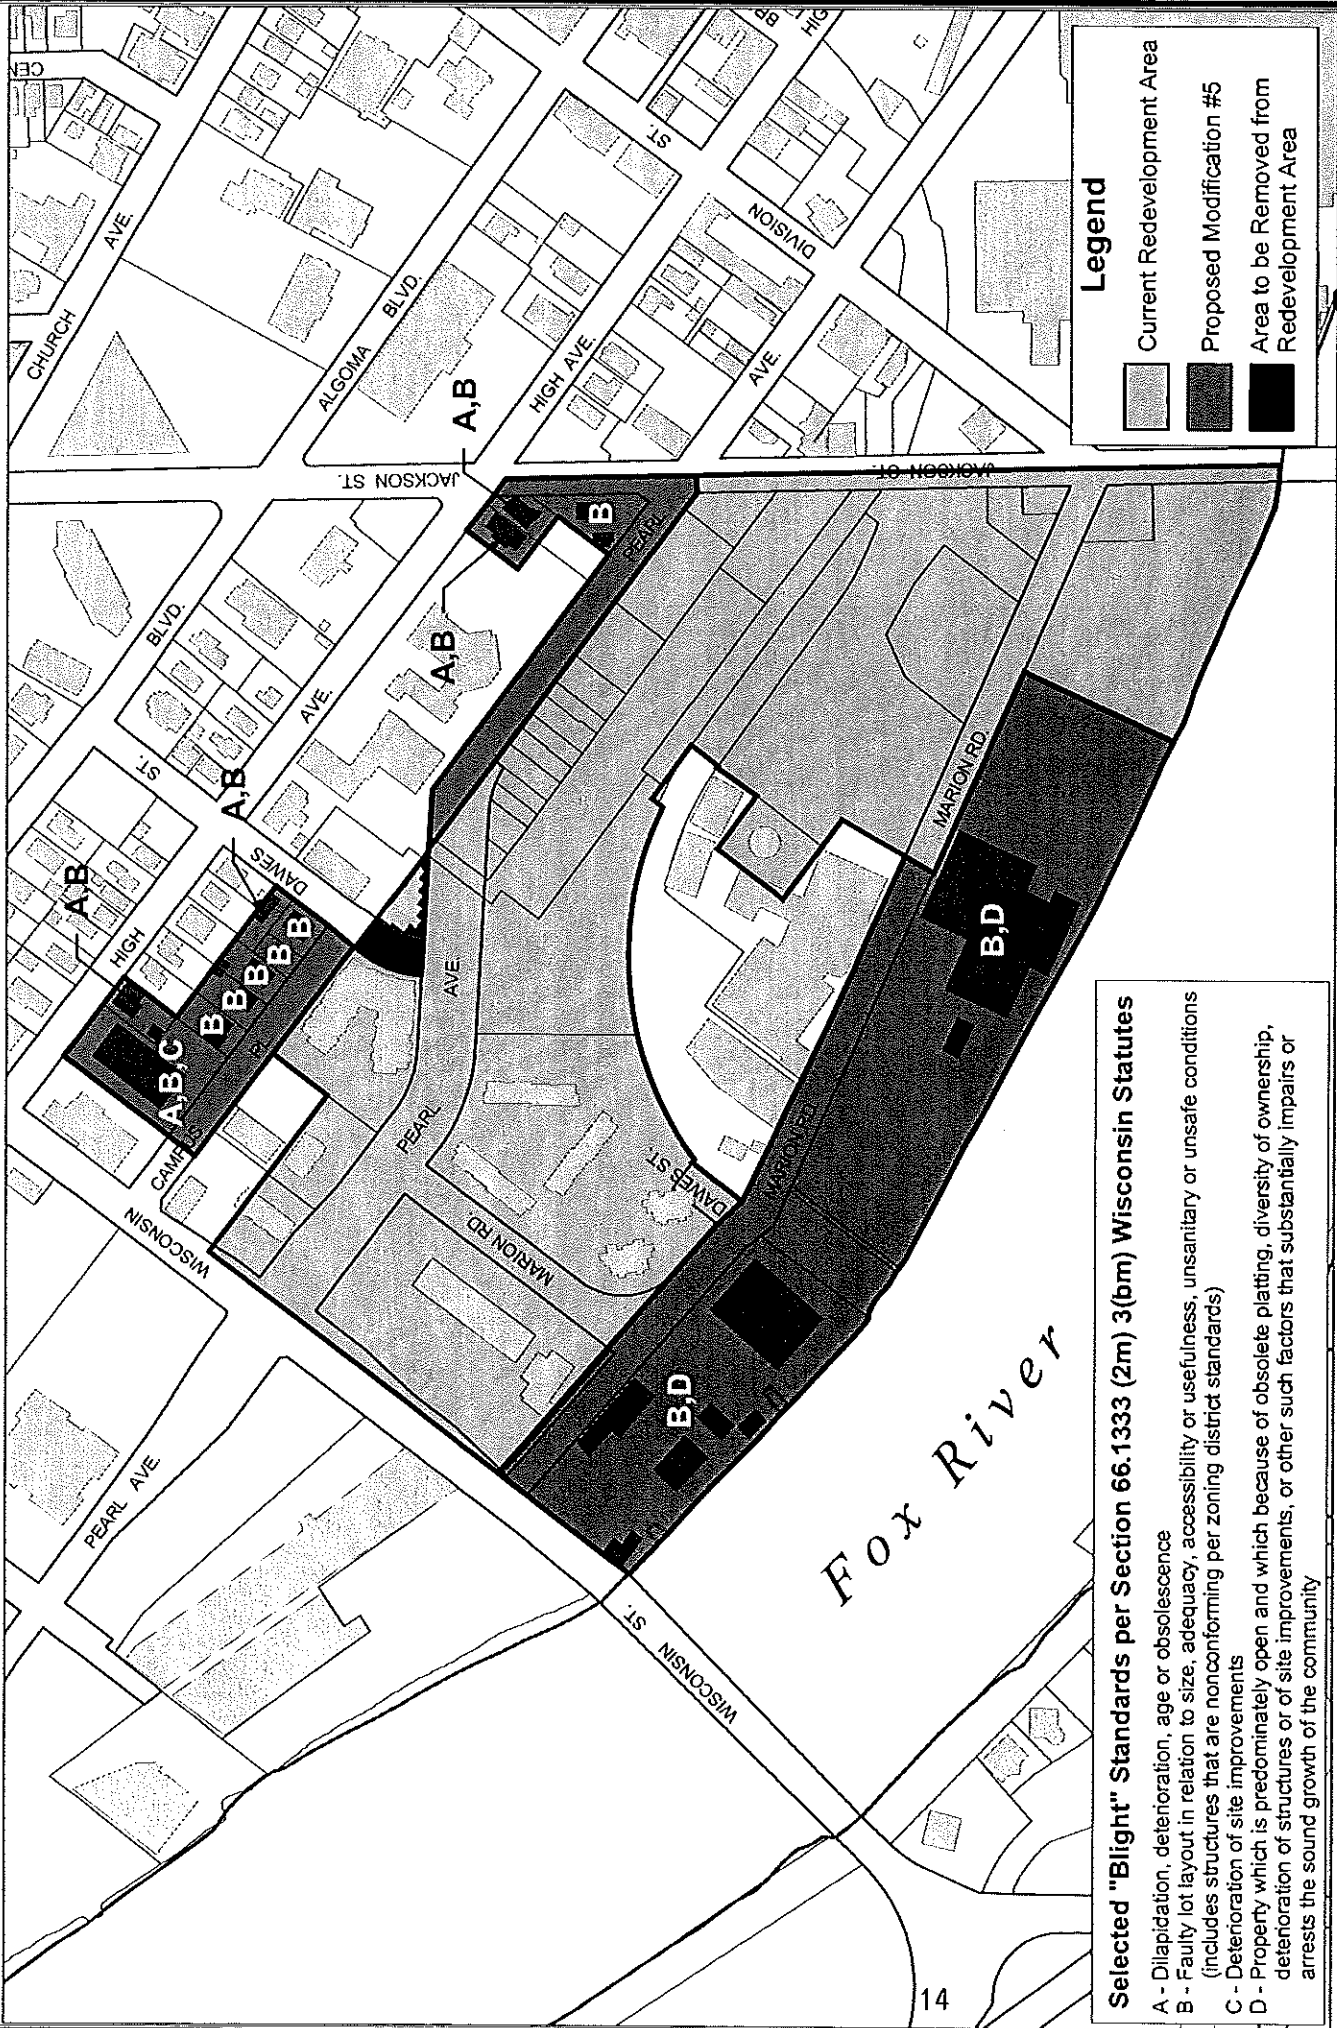 CEN
BR
HIG
CHURCH
AVE.
ST.
ALGOMA
BLVD.
DIVISION
HIGH AVE.
AVE.
A,B
JACKSON ST.
JACKSON ST.
BLVD.
B
PEARL
A,B
AVE.
ST.
A,B
DAWES
A,B
HIGH
B
B
B
B
A,B,C
PL
CAMPUS
WISCONSIN
AVE.
PEARL
MARION RD.
MARION RD.
B,D
DAWES ST.
MARION RD.
B,D
PEARL AVE.
ST.
WISCONSIN
Fox River
14
Legend
Current Redevelopment Area
Proposed Modification #5
Area to be Removed from
Redevelopment Area
Selected "Blight" Standards per Section 66.1333 (2m) 3(bm) Wisconsin Statutes
A - Dilapidation, deterioration, age or obsolescence
B - Faulty lot layout in relation to size, adequacy, accessibility or usefulness, unsanitary or unsafe conditions
(includes structures that are nonconforming per zoning district standards)
C - Deterioration of site improvements
D - Property which is predominately open and which because of obsolete platting, diversity of ownership,
deterioration of structures or of site improvements, or other such factors that substantially impairs or
arrests the sound growth of the community